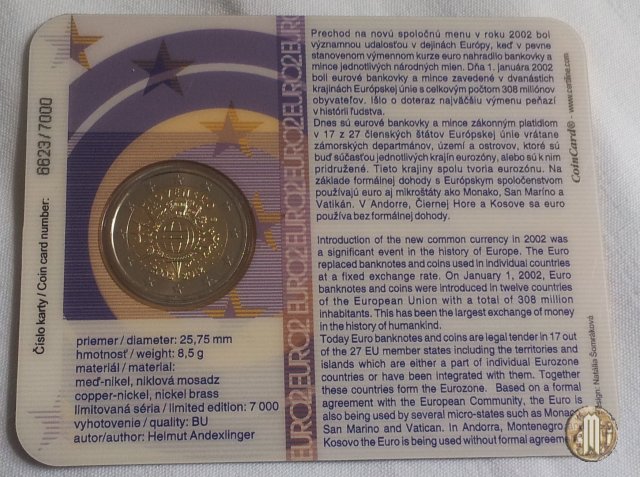 Číslo karty / Coin card number: 6623/7000
EURO2EURO2EURO2EURO2EURO2
priemer / diameter: 25,75 mm
hmotnosť / weight: 8,5 g
materiál / material:
meď-nikel, niklová mosadz
copper-nickel, nickel brass
limitovaná séria / limited edition: 7 000
vyhotovenie / quality: BU
autor/author: Helmut Andexlinger
Prechod na novú spoločnú menu v roku 2002 bol
významnou udalosťou v dejinách Európy, keď v pevne
stanovenom výmennom kurze euro nahradilo bankovky a
mince jednotlivých národných mien. Dňa 1. januára 2002
boli eurové bankovky a mince zavedené v dvanástich
krajinách Európskej únie s celkovým počtom 308 miliónov
obyvateľov. Išlo o doteraz najväčšiu výmenu peňazí
v histórii ľudstva.
Dnes sú eurové bankovky a mince zákonným platidlom
v 17 z 27 členských štátov Európskej únie vrátane
zámorských departmánov, území a ostrovov, ktoré sú
buď súčasťou jednotlivých krajín eurozóny, alebo sú k nim
pridružené. Tieto krajiny spolu tvoria eurozónu. Na
základe formálnej dohody s Európskym spoločenstvom
používajú euro aj mikroštáty ako Monako, San Maríno a
Vatikán. V Andorre, Čiernej Hore a Kosove sa euro
používa bez formálnej dohody.
Introduction of the new common currency in 2002 was
a significant event in the history of Europe. The Euro
replaced banknotes and coins used in individual countries
at a fixed exchange rate. On January 1, 2002, Euro
banknotes and coins were introduced in twelve countries
of the European Union with a total of 308 million
inhabitants. This has been the largest exchange of money
in the history of humankind.
Today Euro banknotes and coins are legal tender in 17 out
of the 27 EU member states including the territories and
islands which are either a part of individual Eurozone
countries or have been integrated with them. Together
these countries form the Eurozone. Based on a formal
agreement with the European Community, the Euro is
also being used by several micro-states such as Monac
San Marino and Vatican. In Andorra, Montenegro an
Kosovo the Euro is being used without formal agreeme
CoinCard® www.cardine.com
design: Natália Šomráková